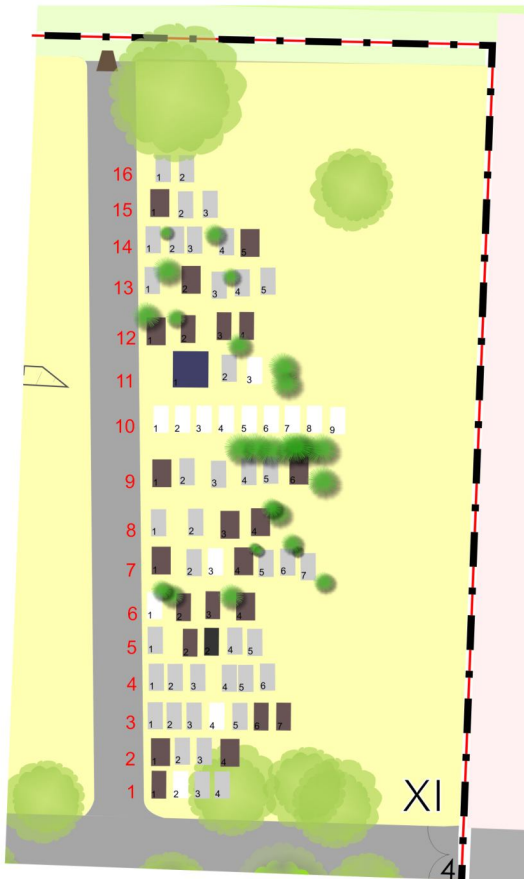 16 1 2
15 1 2 3
14 1 2 3 4 5
13 1 2 3 4 5
12 1 2 3 1
11 1 2 3
10 1 2 3 4 5 6 7 8 9
9 1 2 3 4 5 6
8 1 2 3 4
7 1 2 3 4 5 6 7
6 1 2 3 4
5 1 2 2 4 5
4 1 2 3 4 5 6
3 1 2 3 4 5 6 7
2 1 2 3 4
1 1 2 3 4
XI
4